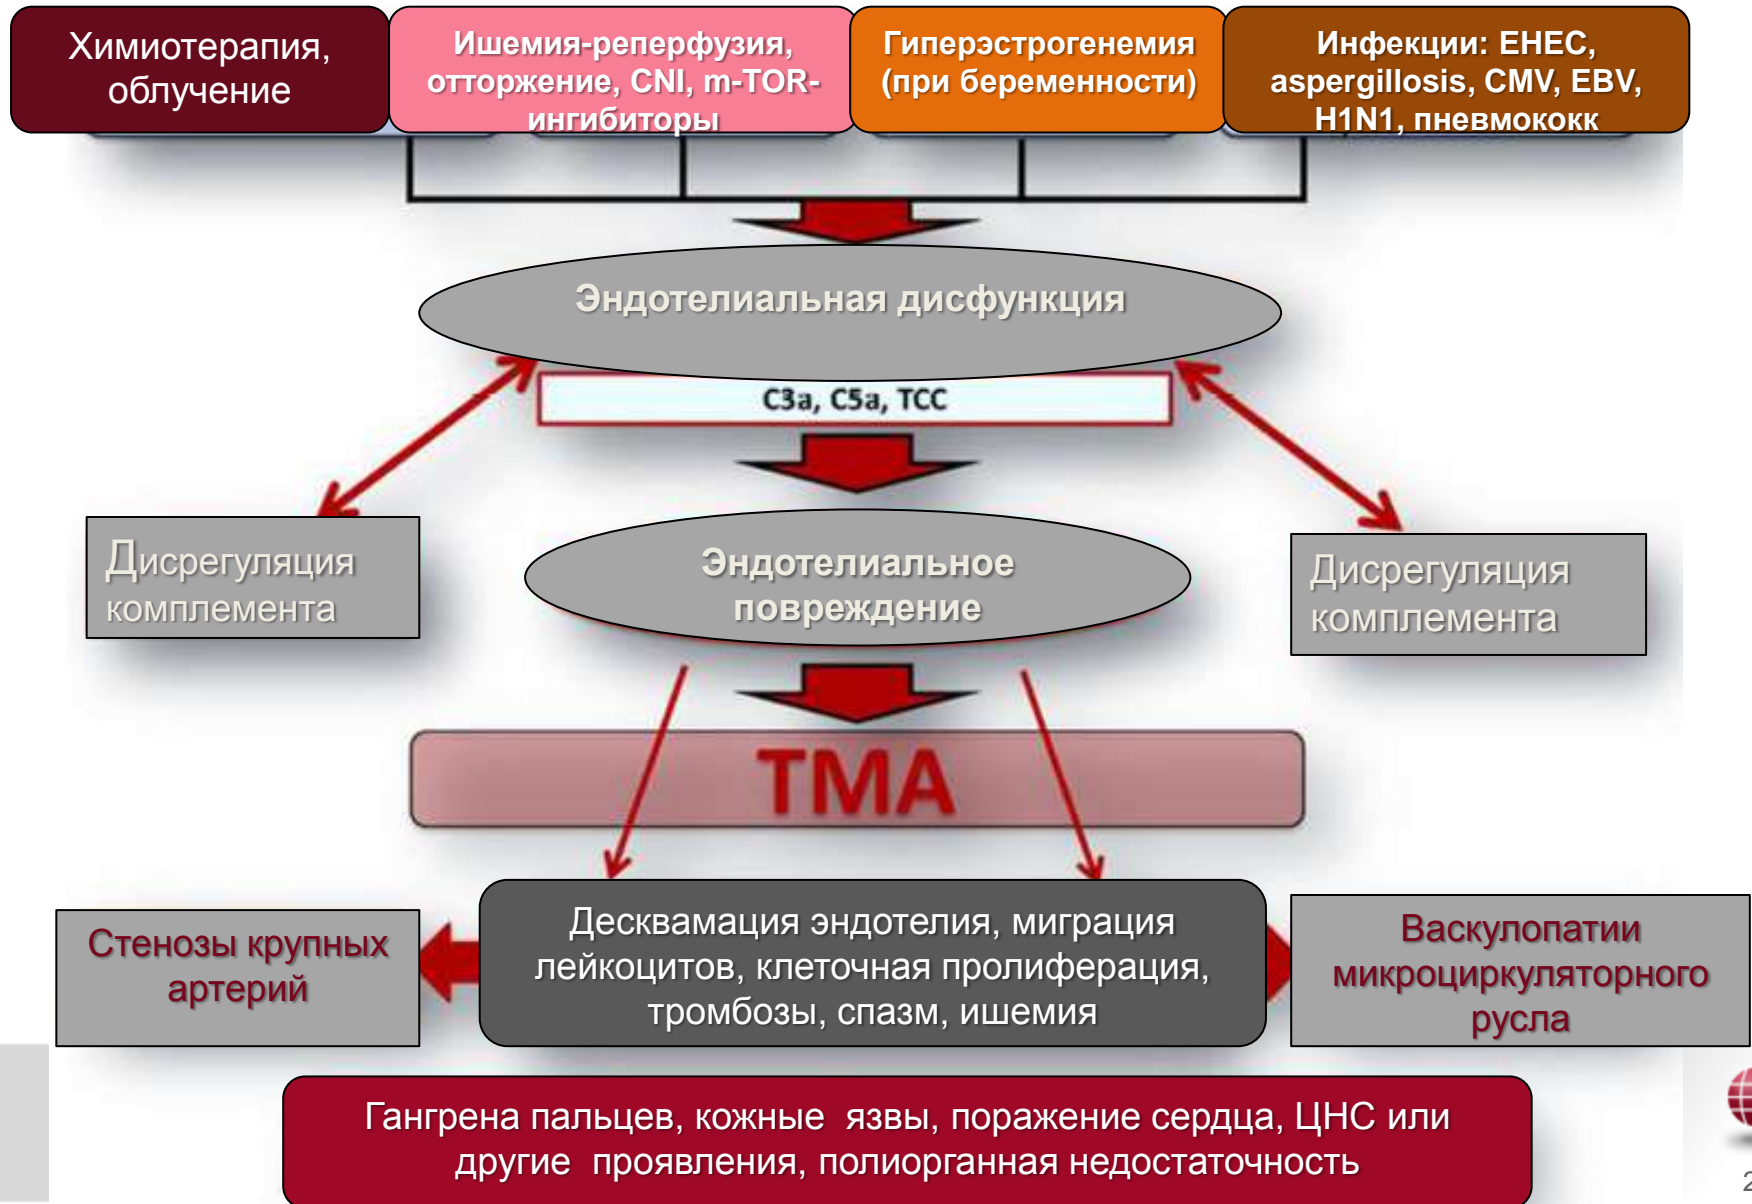 Химиотерапия,
облучение
Ишемия-реперфузия,
отторжение, CNI, m-TOR-
ингибиторы
Гиперэстрогенемия
(при беременности)
Инфекции: EHEC,
aspergillosis, CMV, EBV,
H1N1, пневмококк
Эндотелиальная дисфункция
C3a, C5a, TCC
Дисрегуляция
комплемента
Эндотелиальное
повреждение
Дисрегуляция
комплемента
ТМА
Стенозы крупных
артерий
Десквамация эндотелия, миграция
лейкоцитов, клеточная пролиферация,
тромбозы, спазм, ишемия
Васкулопатии
микроциркуляторного
русла
Гангрена пальцев, кожные  язвы, поражение сердца, ЦНС или
другие  проявления, полиорганная недостаточность